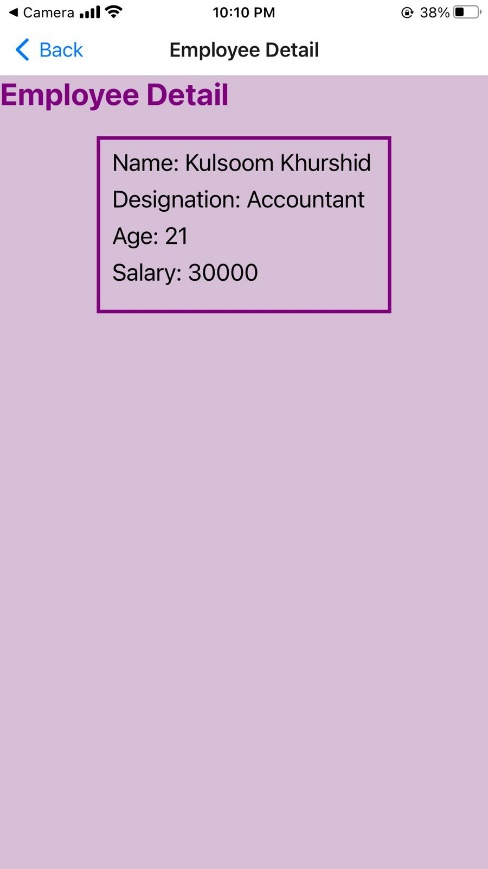 Camera 10:10 PM 38%
Back Employee Detail
Employee Detail
Name: Kulsoom Khurshid
Designation: Accountant
Age: 21
Salary: 30000